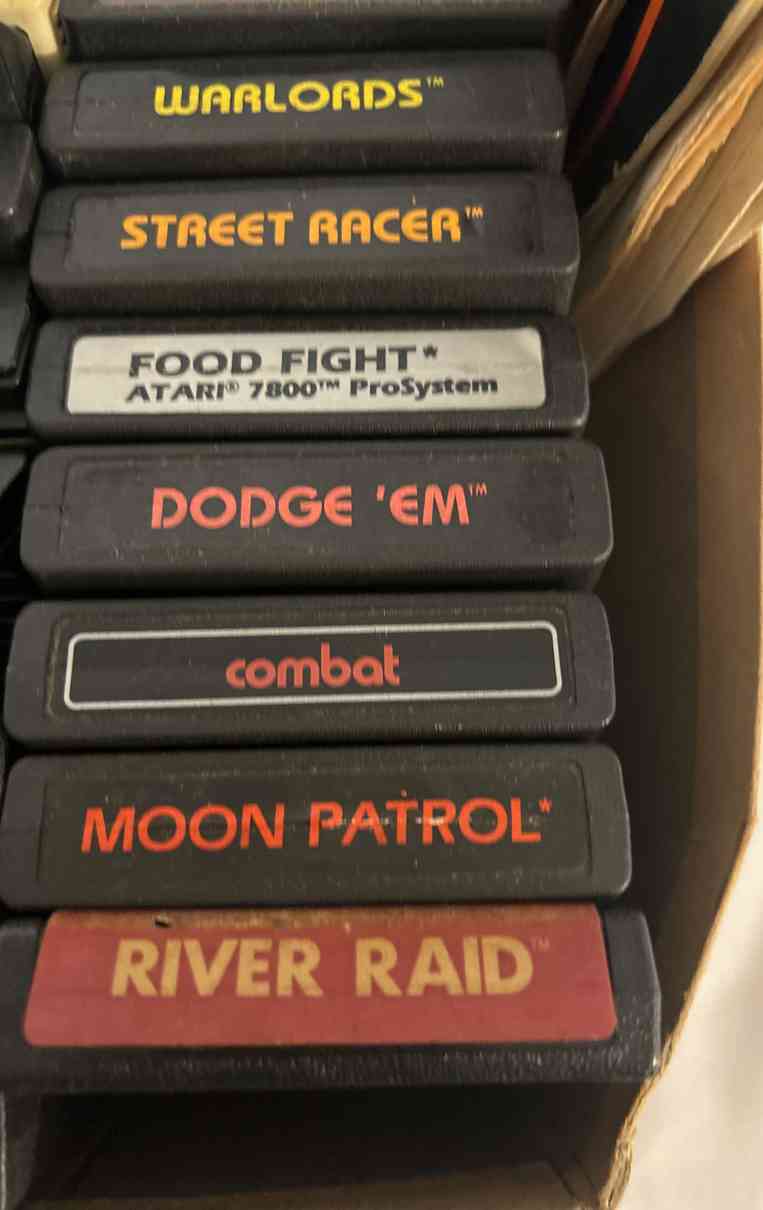 WARLORDS™
STREET RACER™
FOOD FIGHT*
ATARI® 7800™ ProSystem
DODGE 'EM™
combat
MOON PATROL*
RIVER RAID™